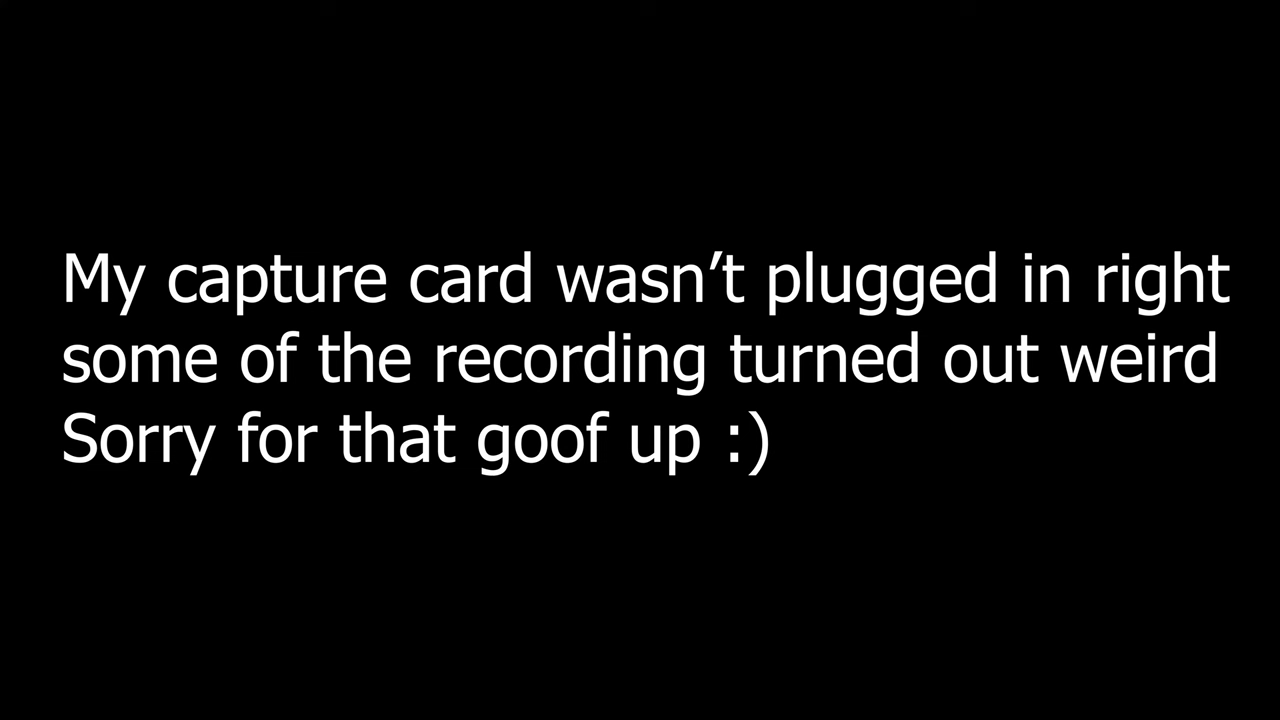 My capture card wasn’t plugged in right
some of the recording turned out weird
Sorry for that goof up :)